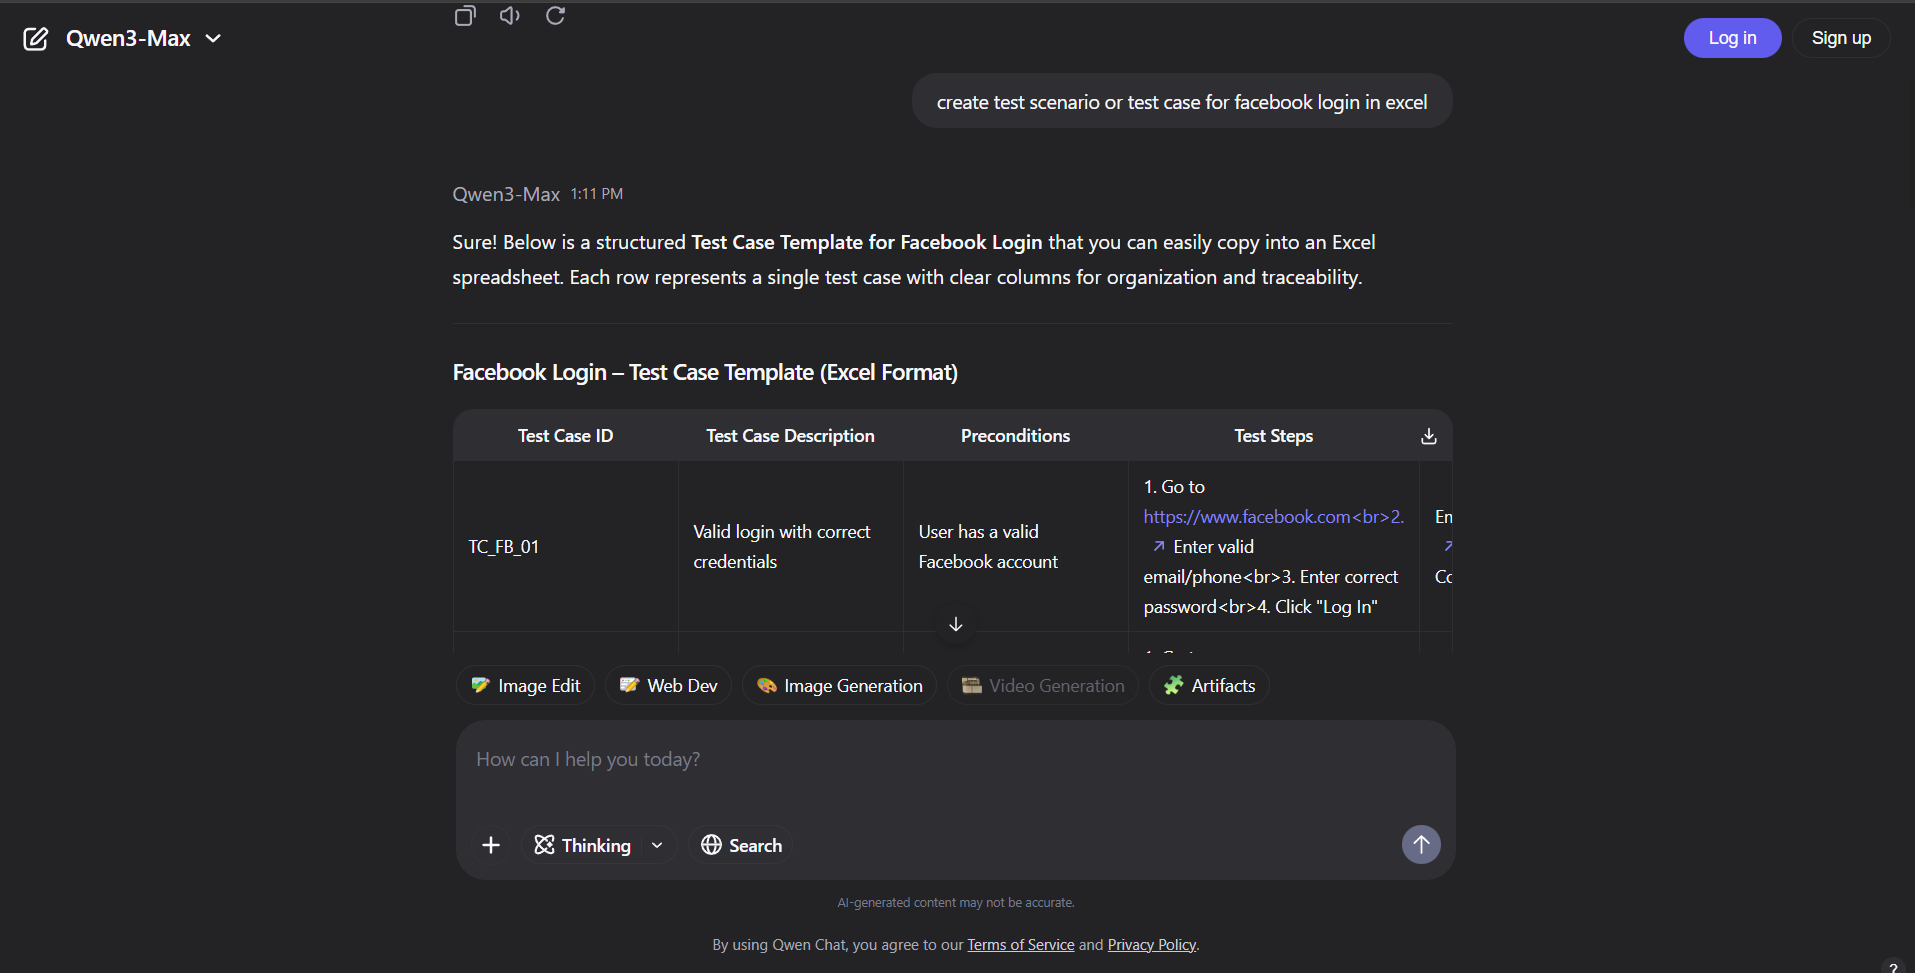 Qwen3-Max
Log in
Sign up
create test scenario or test case for facebook login in excel
Qwen3-Max 1:11 PM
Sure! Below is a structured Test Case Template for Facebook Login that you can easily copy into an Excel
spreadsheet. Each row represents a single test case with clear columns for organization and traceability.
Facebook Login – Test Case Template (Excel Format)
Test Case ID
Test Case Description
Preconditions
Test Steps
TC_FB_01
Valid login with correct
credentials
User has a valid
Facebook account
1. Go to
https://www.facebook.com<br>2.
Enter valid
email/phone<br>3. Enter correct
password<br>4. Click "Log In"
Image Edit
Web Dev
Image Generation
Video Generation
Artifacts
How can I help you today?
Thinking
Search
AI-generated content may not be accurate.
By using Qwen Chat, you agree to our Terms of Service and Privacy Policy.
?